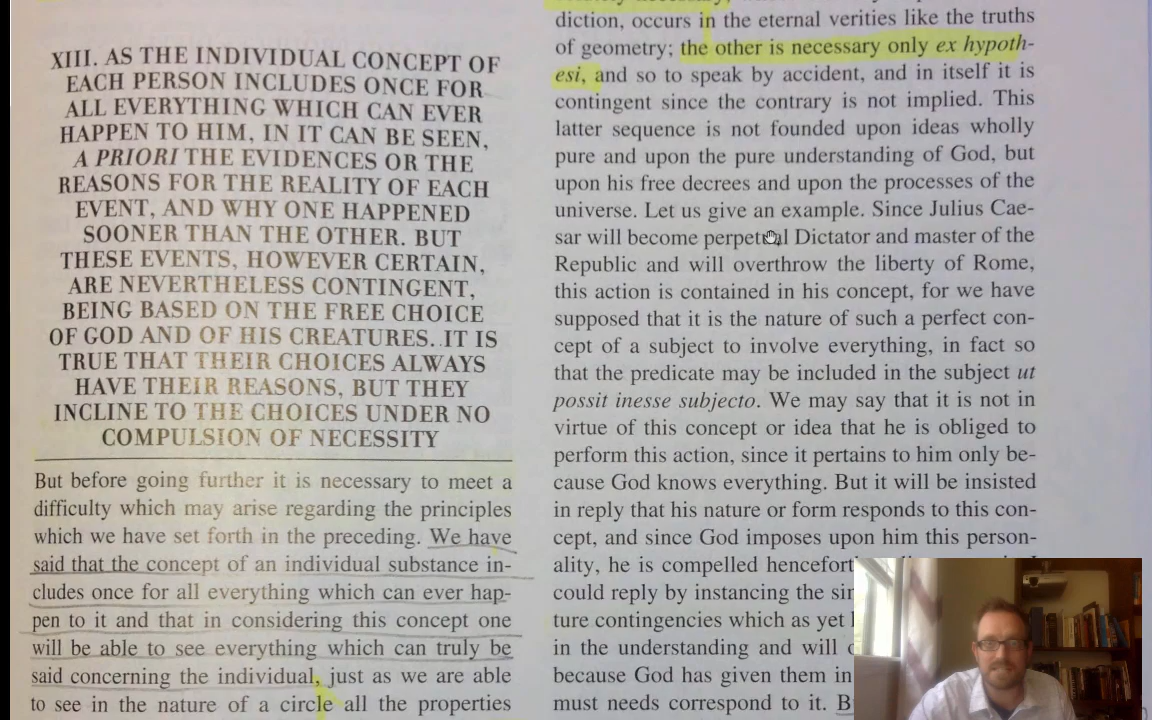 XIII. AS THE INDIVIDUAL CONCEPT OF
EACH PERSON INCLUDES ONCE FOR
ALL EVERYTHING WHICH CAN EVER
HAPPEN TO HIM, IN IT CAN BE SEEN,
A PRIORI THE EVIDENCES OR THE
REASONS FOR THE REALITY OF EACH
EVENT, AND WHY ONE HAPPENED
SOONER THAN THE OTHER. BUT
THESE EVENTS, HOWEVER CERTAIN,
ARE NEVERTHELESS CONTINGENT,
BEING BASED ON THE FREE CHOICE
OF GOD AND OF HIS CREATURES. IT IS
TRUE THAT THEIR CHOICES ALWAYS
HAVE THEIR REASONS, BUT THEY
INCLINE TO THE CHOICES UNDER NO
COMPULSION OF NECESSITY
But before going further it is necessary to meet a
difficulty which may arise regarding the principles
which we have set forth in the preceding. We have
said that the concept of an individual substance in-
cludes once for all everything which can ever hap-
pen to it and that in considering this concept one
will be able to see everything which can truly be
said concerning the individual, just as we are able
to see in the nature of a circle all the properties
diction, occurs in the eternal verities like the truths
of geometry; the other is necessary only ex hypoth-
esi, and so to speak by accident, and in itself it is
contingent since the contrary is not implied. This
latter sequence is not founded upon ideas wholly
pure and upon the pure understanding of God, but
upon his free decrees and upon the processes of the
universe. Let us give an example. Since Julius Cae-
sar will become perpetual Dictator and master of the
Republic and will overthrow the liberty of Rome,
this action is contained in his concept, for we have
supposed that it is the nature of such a perfect con-
cept of a subject to involve everything, in fact so
that the predicate may be included in the subject ut
possit inesse subjecto. We may say that it is not in
virtue of this concept or idea that he is obliged to
perform this action, since it pertains to him only be-
cause God knows everything. But it will be insisted
in reply that his nature or form responds to this con-
cept, and since God imposes upon him this person-
ality, he is compelled
could reply by instancing the
ture contingencies which as yet
in the understanding and will
because God has given them in
must needs correspond to it.